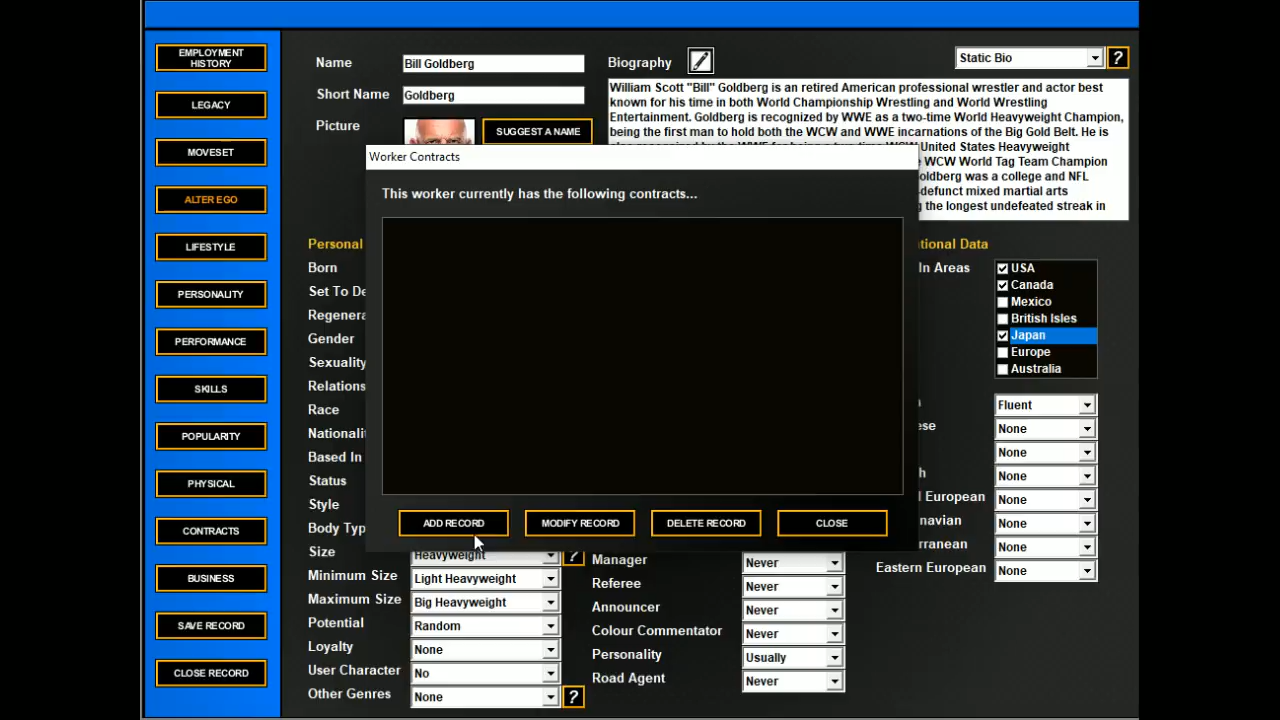 EMPLOYMENT
HISTORY
LEGACY
MOVESET
ALTER EGO
LIFESTYLE
PERSONALITY
PERFORMANCE
SKILLS
POPULARITY
PHYSICAL
CONTRACTS
BUSINESS
SAVE RECORD
CLOSE RECORD
Name Bill Goldberg
Short Name Goldberg
Picture SUGGEST A NAME
Biography Static Bio ?
William Scott "Bill" Goldberg is an retired American professional wrestler and actor best
known for his time in both World Championship Wrestling and World Wrestling
Entertainment. Goldberg is recognized by WWE as a two-time World Heavyweight Champion,
being the first man to hold both the WCW and WWE incarnations of the Big Gold Belt. He is
United States Heavyweight
WCW World Tag Team Champion
oldberg was a college and NFL
-defunct mixed martial arts
g the longest undefeated streak in
Worker Contracts
This worker currently has the following contracts...
ADD RECORD MODIFY RECORD DELETE RECORD CLOSE
Personal
Born
Set To De
Regenera
Gender
Sexuality
Relations
Race
Nationali
Based In
Status
Style
Body Typ
Size Heavyweight ?
Minimum Size Light Heavyweight
Maximum Size Big Heavyweight
Potential Random
Loyalty None
User Character No
Other Genres None ?
Manager Never
Referee Never
Announcer Never
Colour Commentator Never
Personality Usually
Road Agent Never
tional Data
In Areas
USA
Canada
Mexico
British Isles
Japan
Europe
Australia
Fluent
ese None
None
h None
l European None
navian None
rranean None
Eastern European None